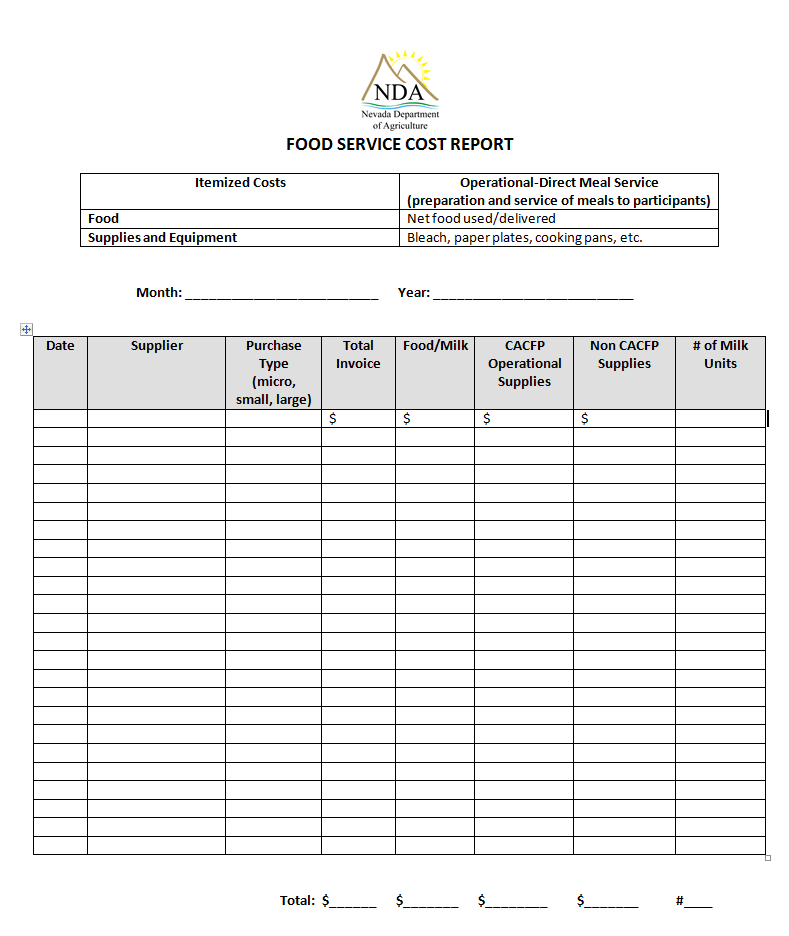 NDA
Nevada Department
of Agriculture
FOOD SERVICE COST REPORT
Itemized Costs
Operational-Direct Meal Service
(preparation and service of meals to participants)
Food
Net food used/delivered
Supplies and Equipment
Bleach, paper plates, cooking pans, etc.
Month: ____________________________ Year: _____________________________
Date
Supplier
Purchase
Type
(micro,
small, large)
Total
Invoice
Food/Milk
CACFP
Operational
Supplies
Non CACFP
Supplies
# of Milk
Units
$ $ $ $
Total: $______ $_______ $________ $_______ #____